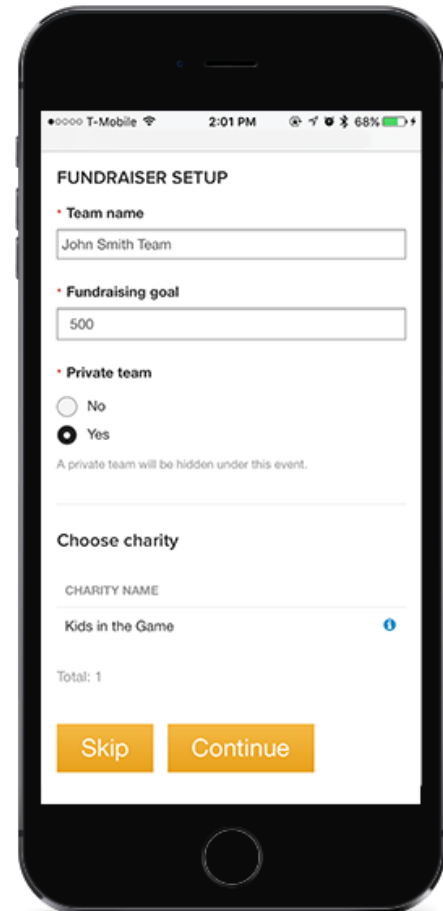 T-Mobile 2:01 PM 68%
FUNDRAISER SETUP
* Team name
John Smith Team
* Fundraising goal
500
* Private team
No
Yes
A private team will be hidden under this event.
Choose charity
CHARITY NAME
Kids in the Game
Total: 1
Skip Continue